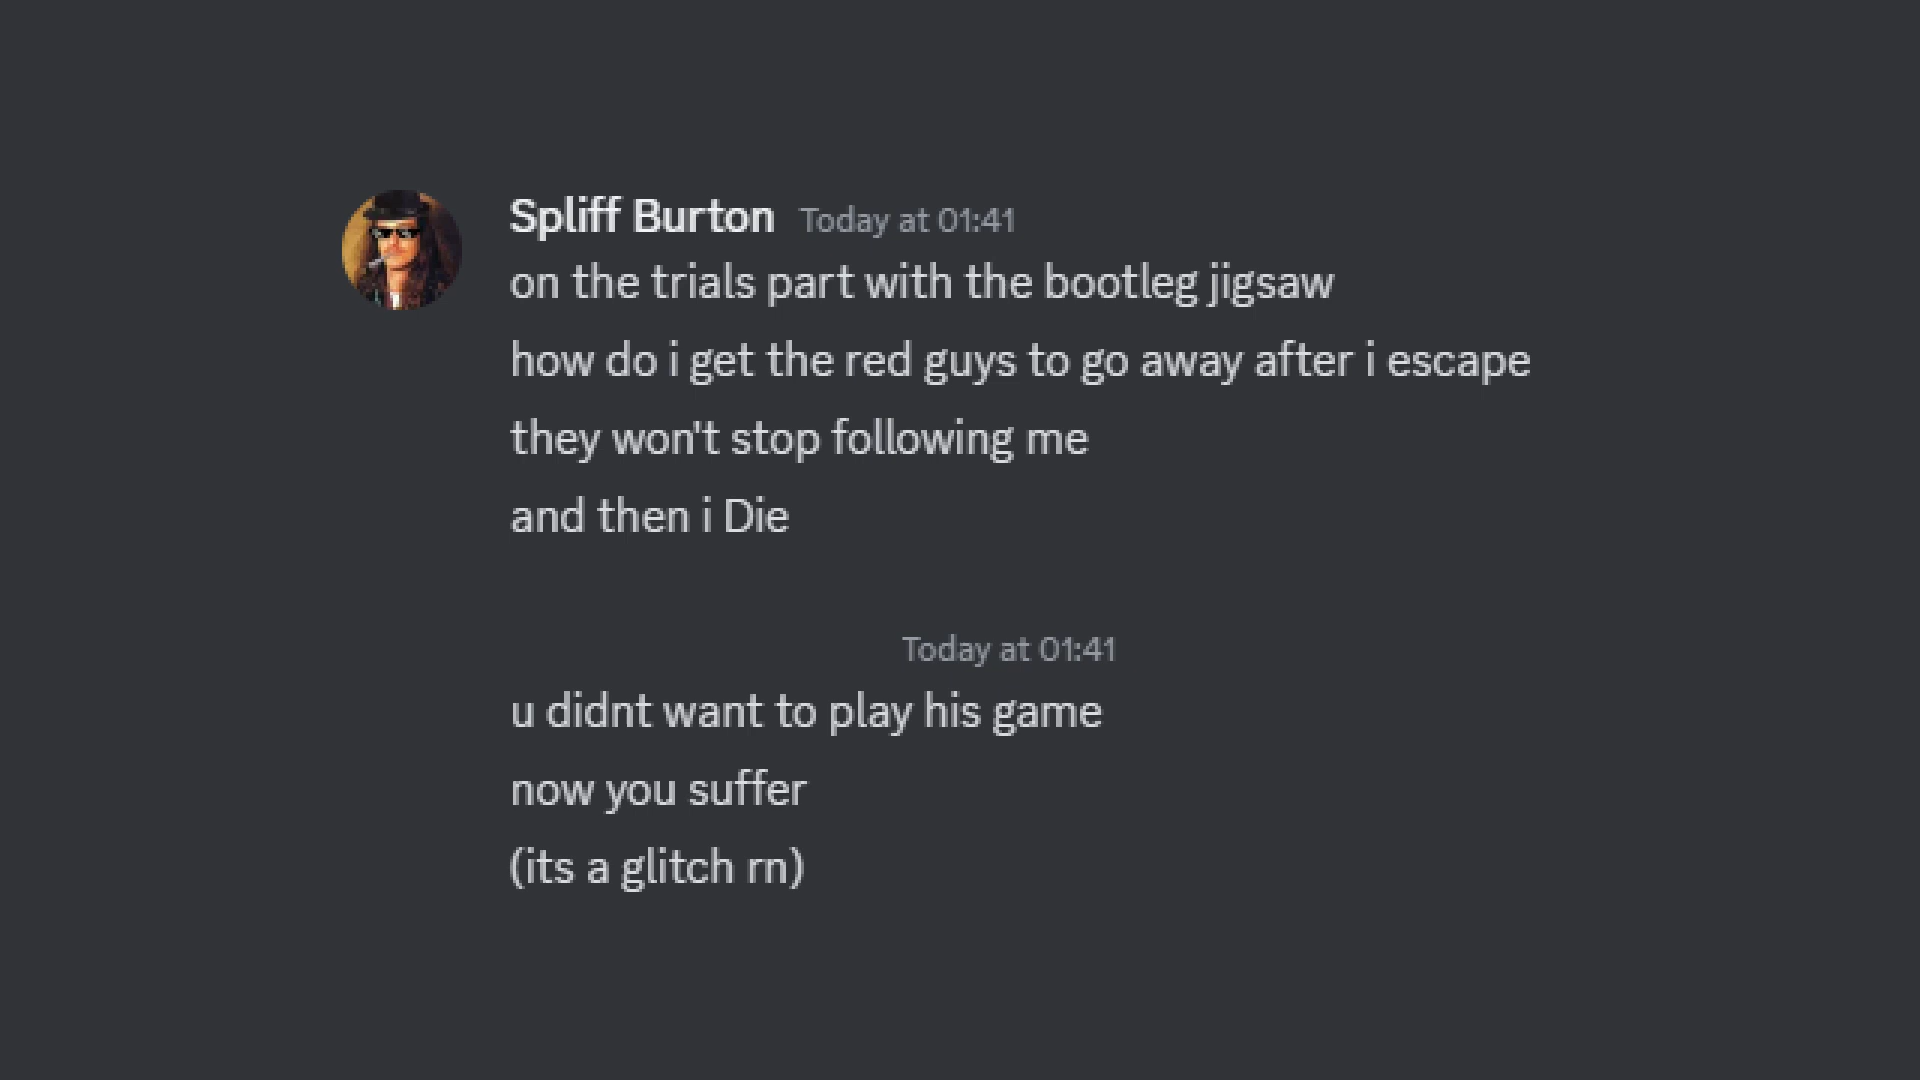 Spliff Burton Today at 01:41
on the trials part with the bootleg jigsaw
how do i get the red guys to go away after i escape
they won't stop following me
and then i Die
Today at 01:41
u didnt want to play his game
now you suffer
(its a glitch rn)